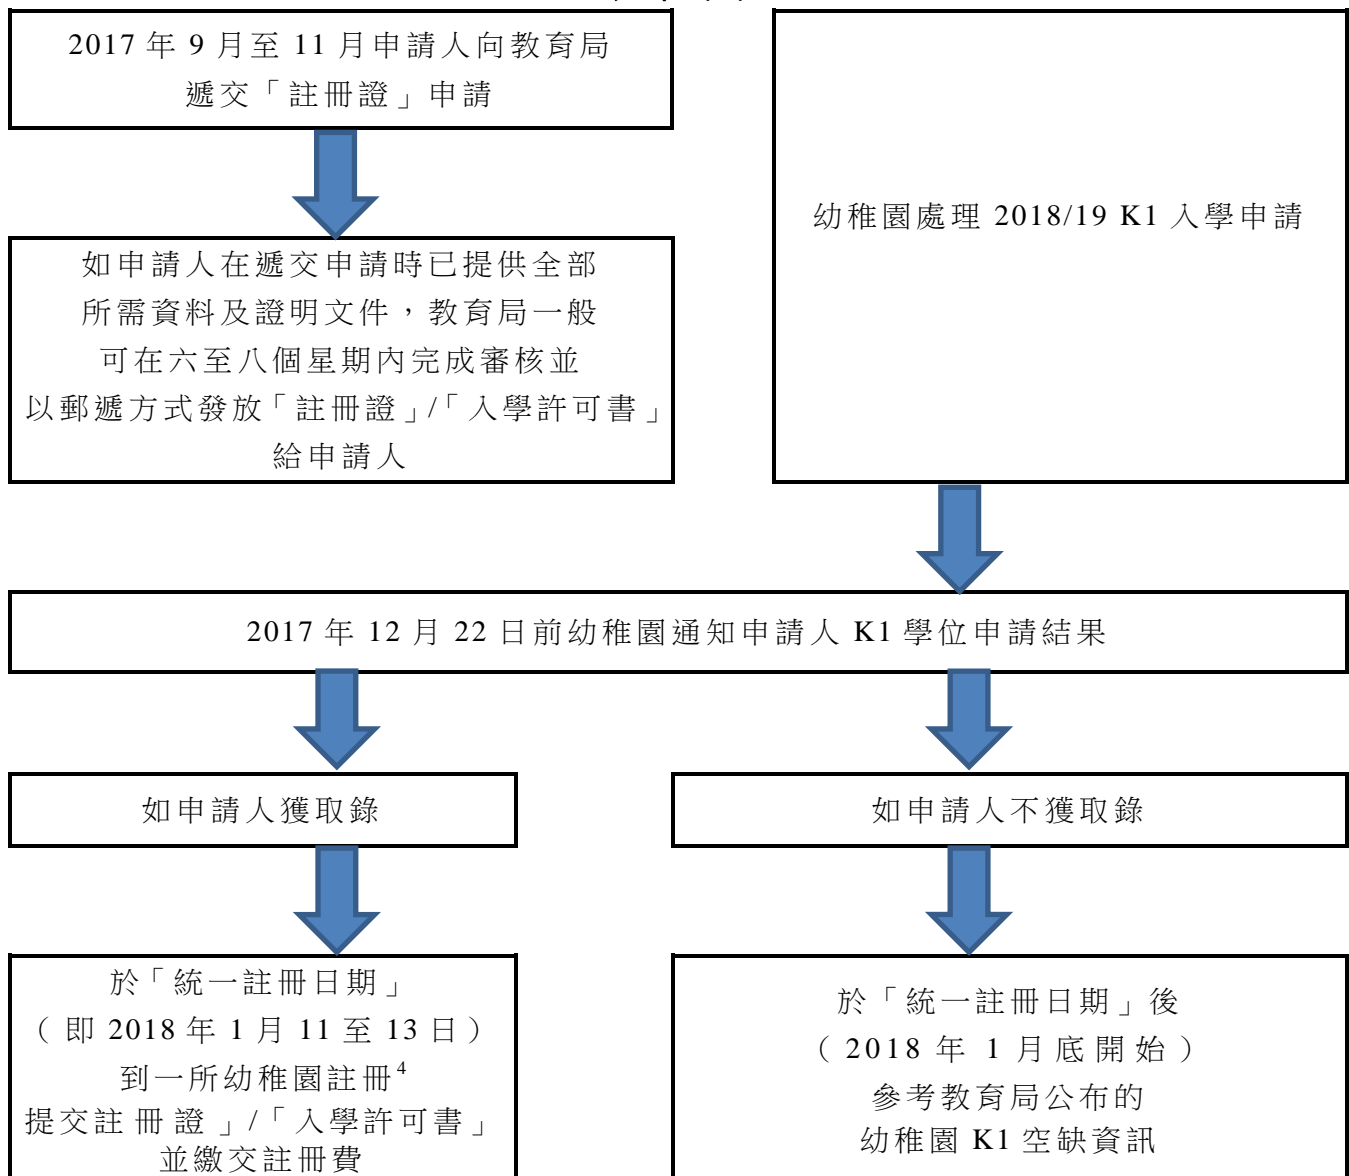 2017 年 9 月至 11 月申請人向教育局
遞交「註冊證」申請
幼稚園處理 2018/19 K1 入學申請
如申請人在遞交申請時已提供全部
所需資料及證明文件，教育局一般
可在六至八個星期內完成審核並
以郵遞方式發放「註冊證」/「入學許可書」
給申請人
2017 年 12 月 22 日前幼稚園通知申請人 K1 學位申請結果
如申請人獲取錄
如申請人不獲取錄
於「統一註冊日期」
（即 2018 年 1 月 11 至 13 日）
到一所幼稚園註冊4
提交註冊證」/「入學許可書」
並繳交註冊費
於「統一註冊日期」後
（2018 年 1 月底開始）
參考教育局公布的
幼稚園 K1 空缺資訊